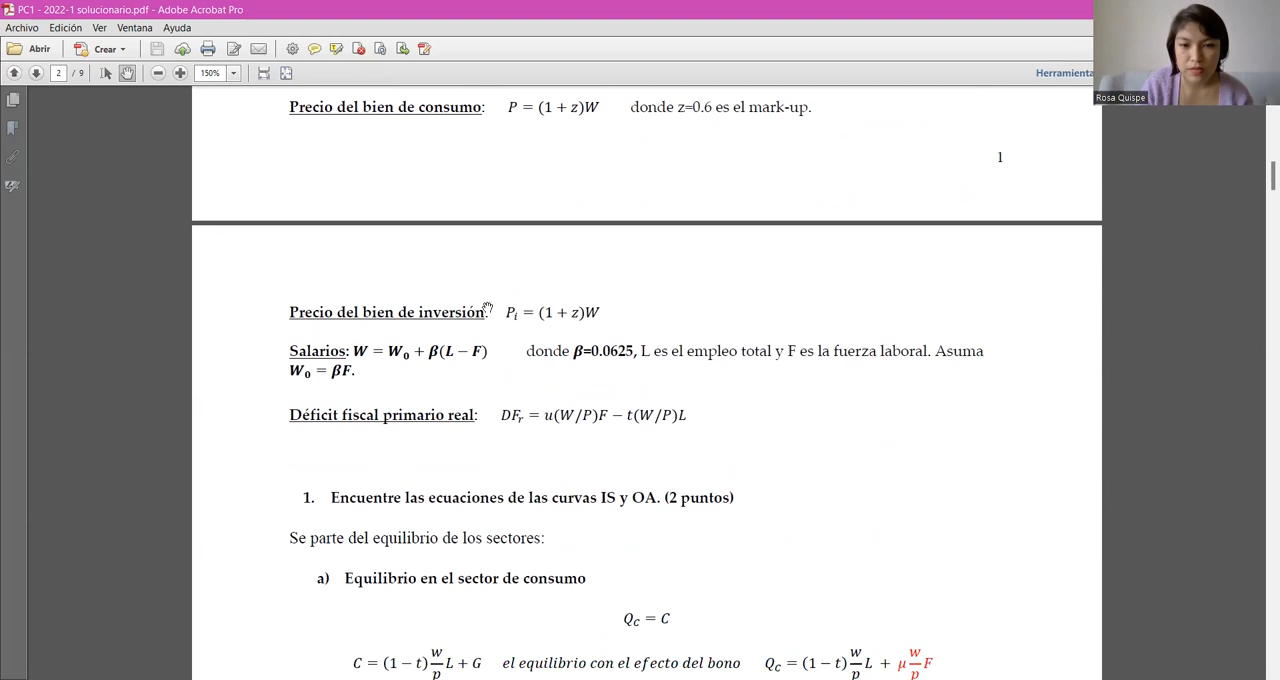 PC1 - 2022-1 solucionario.pdf - Adobe Acrobat Pro
Archivo Edición Ver Ventana Ayuda
Abrir Crear
2 / 9 150% Herramienta
Rosa Quispe
Precio del bien de consumo: P = (1 + z)W donde z=0.6 es el mark-up.
1
Precio del bien de inversión: Pᵢ = (1 + z)W
Salarios: W = W₀ + β(L − F) donde β=0.0625, L es el empleo total y F es la fuerza laboral. Asuma
W₀ = βF.
Déficit fiscal primario real: DFᵣ = u(W/P)F − t(W/P)L
1. Encuentre las ecuaciones de las curvas IS y OA. (2 puntos)
Se parte del equilibrio de los sectores:
a) Equilibrio en el sector de consumo
Q_C = C
C = (1 − t) w/p L + G el equilibrio con el efecto del bono Q_C = (1 − t) w/p L + μ w/p F